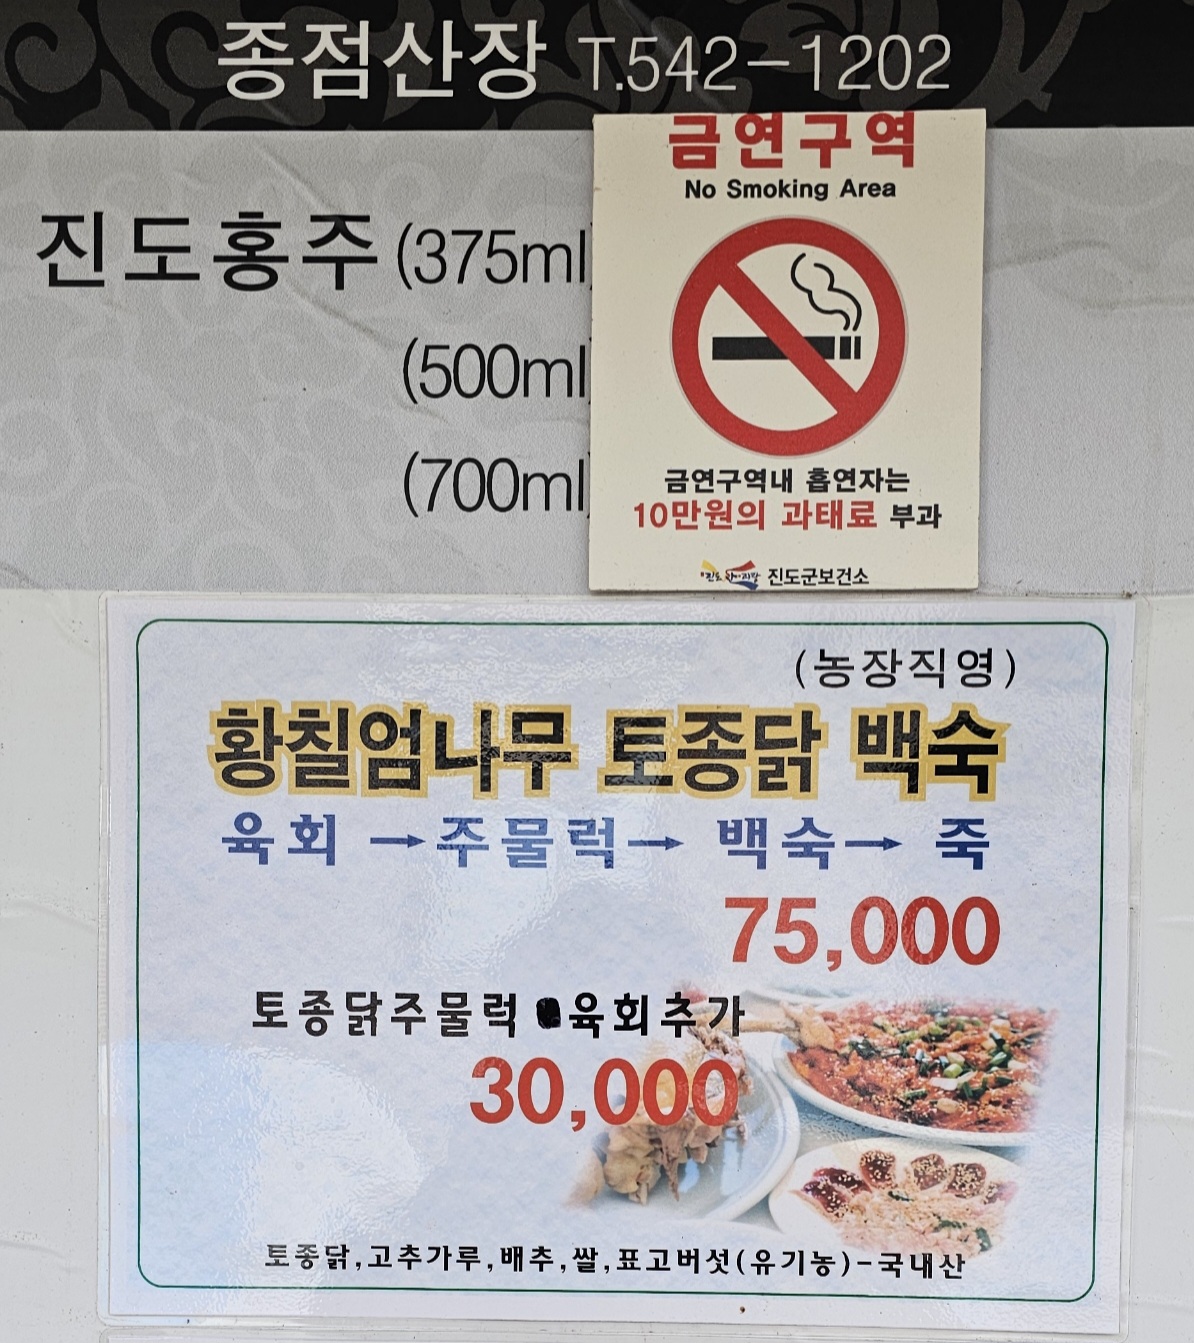 종점산장 T.542-1202
금연구역
No Smoking Area
진도홍주 (375ml)
(500ml)
(700ml)
금연구역내 흡연자는
10만원의 과태료 부과
진도군보건소
(농장직영)
황칠엄나무 토종닭 백숙
육회 →주물럭→ 백숙→ 죽
75,000
토종닭주물럭 육회추가
30,000
토종닭,고추가루,배추,쌀,표고버섯(유기농)-국내산